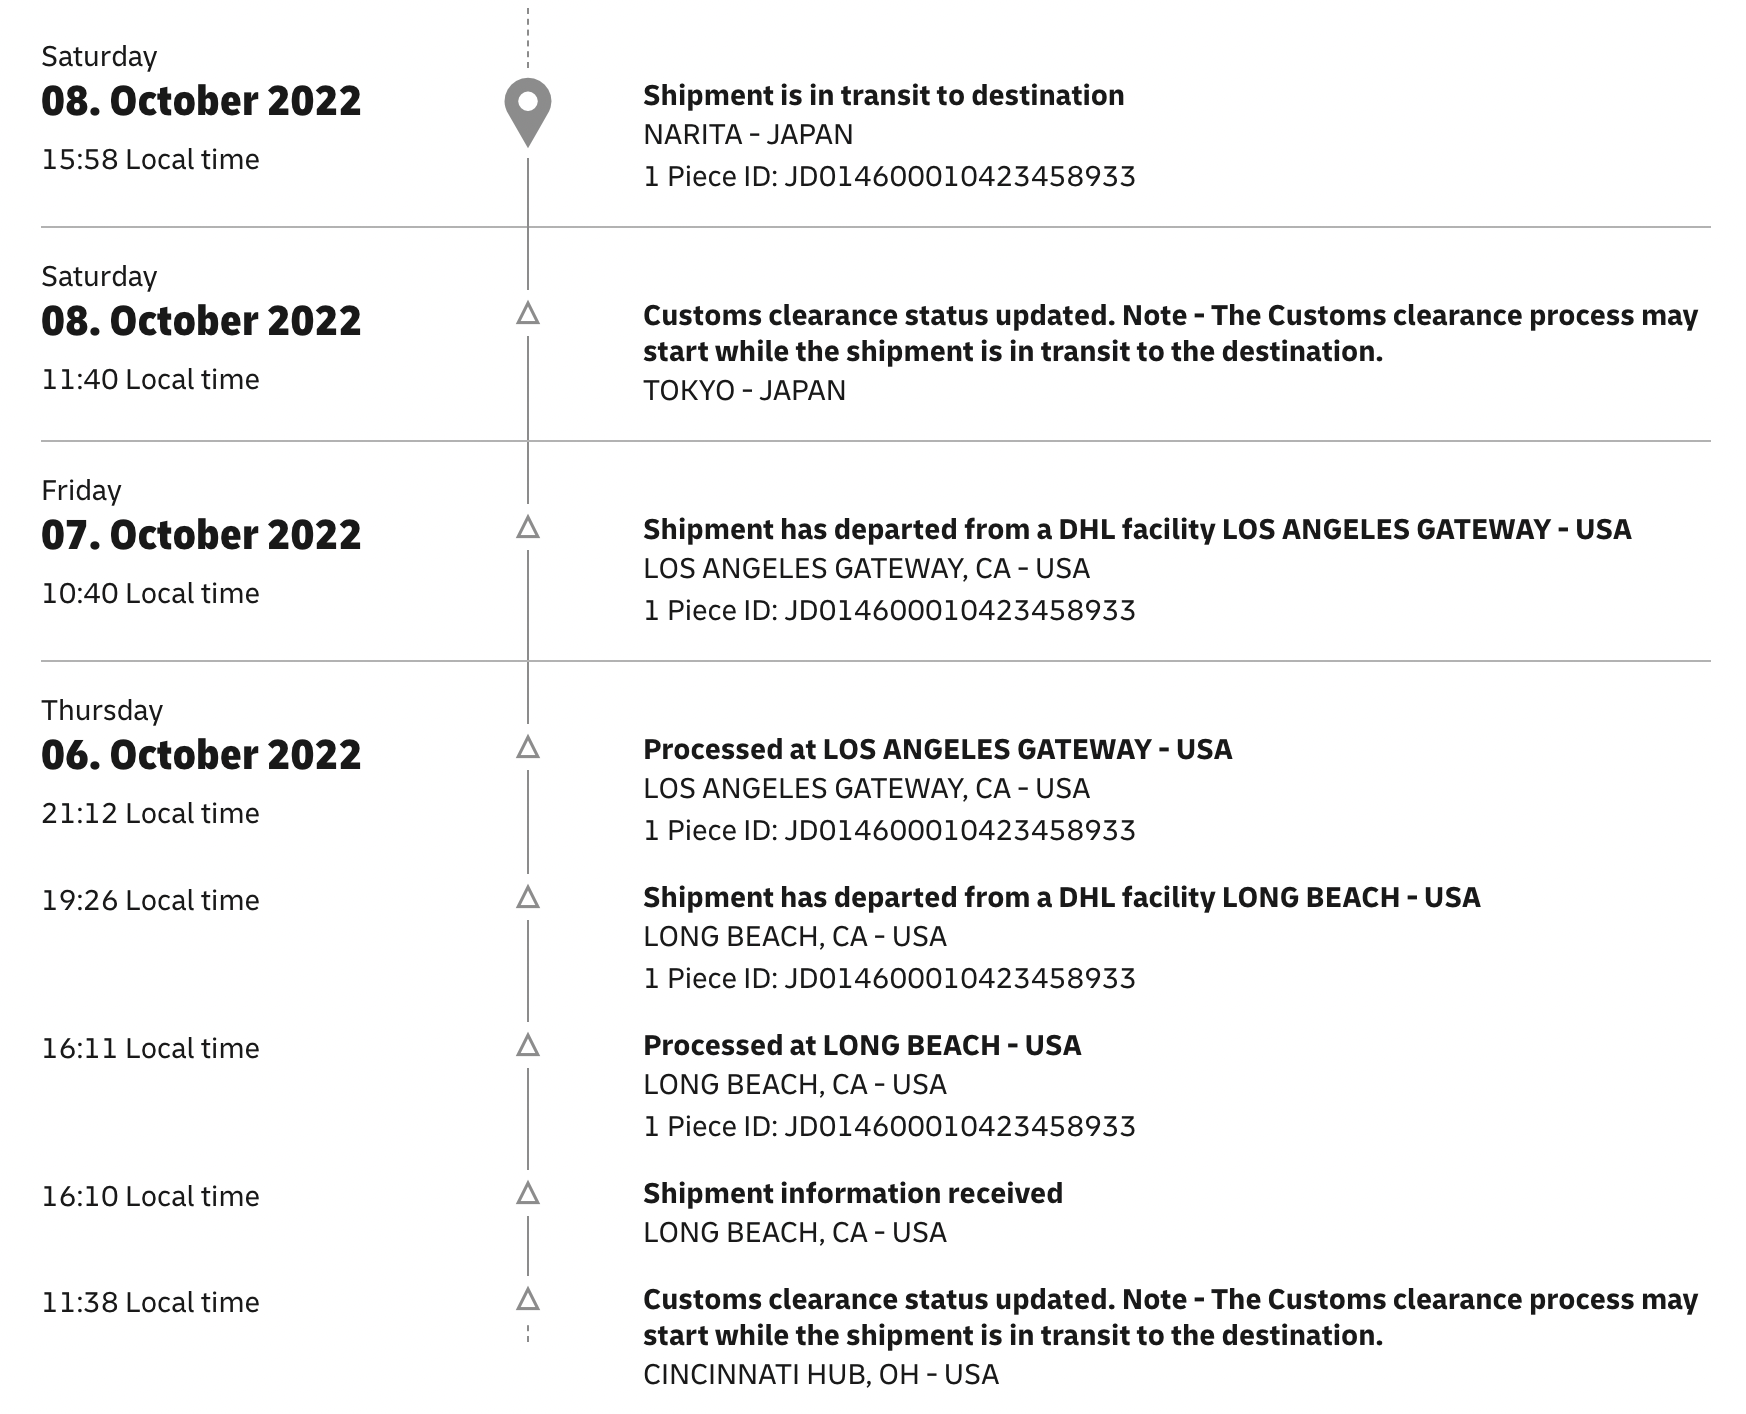 Saturday
08. October 2022
15:58 Local time
Shipment is in transit to destination
NARITA - JAPAN
1 Piece ID: JD014600010423458933
Saturday
08. October 2022
11:40 Local time
Customs clearance status updated. Note - The Customs clearance process may
start while the shipment is in transit to the destination.
TOKYO - JAPAN
Friday
07. October 2022
10:40 Local time
Shipment has departed from a DHL facility LOS ANGELES GATEWAY - USA
LOS ANGELES GATEWAY, CA - USA
1 Piece ID: JD014600010423458933
Thursday
06. October 2022
21:12 Local time
Processed at LOS ANGELES GATEWAY - USA
LOS ANGELES GATEWAY, CA - USA
1 Piece ID: JD014600010423458933
19:26 Local time
Shipment has departed from a DHL facility LONG BEACH - USA
LONG BEACH, CA - USA
1 Piece ID: JD014600010423458933
16:11 Local time
Processed at LONG BEACH - USA
LONG BEACH, CA - USA
1 Piece ID: JD014600010423458933
16:10 Local time
Shipment information received
LONG BEACH, CA - USA
11:38 Local time
Customs clearance status updated. Note - The Customs clearance process may
start while the shipment is in transit to the destination.
CINCINNATI HUB, OH - USA